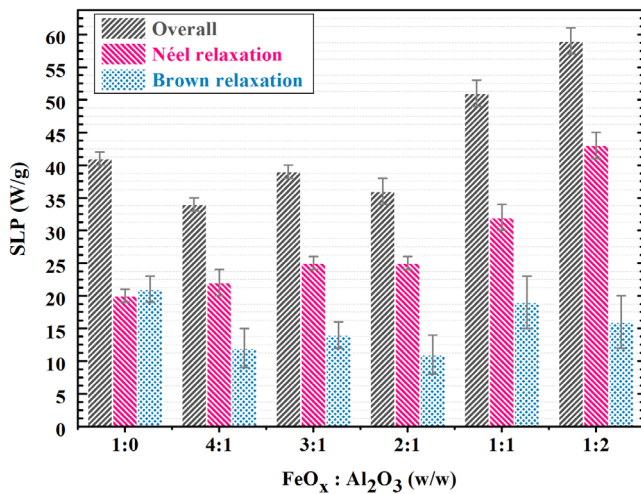 Overall
Néel relaxation
Brown relaxation
SLP (W/g)
60
55
50
45
40
35
30
25
20
15
10
5
0
1:0 4:1 3:1 2:1 1:1 1:2
FeOₓ : Al₂O₃ (w/w)